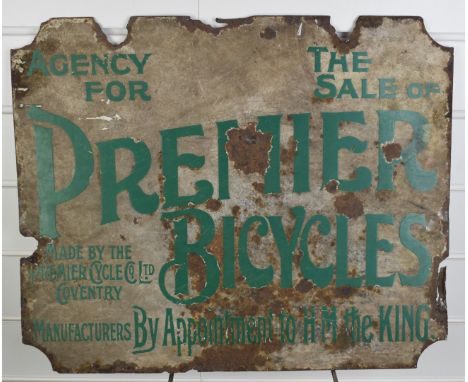 AGENCY FOR
THE SALE OF
PREMIER
BICYCLES
MADE BY THE
PREMIER CYCLE CO. LTD
COVENTRY
MANUFACTURERS By Appointment to H·M the KING